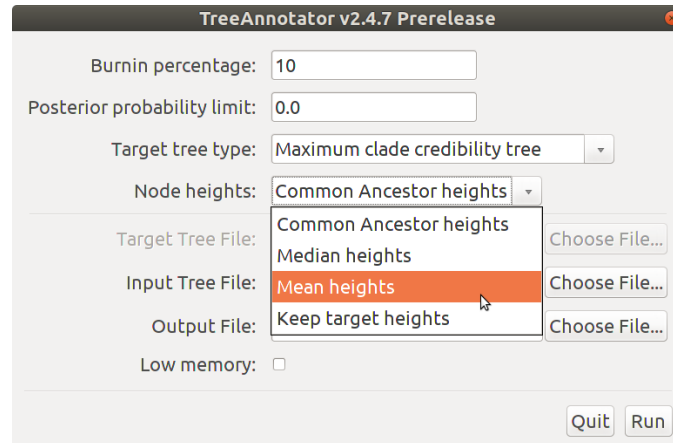 TreeAnnotator v2.4.7 Prerelease
Burnin percentage: 10
Posterior probability limit: 0.0
Target tree type: Maximum clade credibility tree
Node heights: Common Ancestor heights
Common Ancestor heights
Target Tree File: Choose File...
Median heights
Input Tree File: Mean heights Choose File...
Keep target heights
Output File: Choose File...
Low memory:
Quit Run